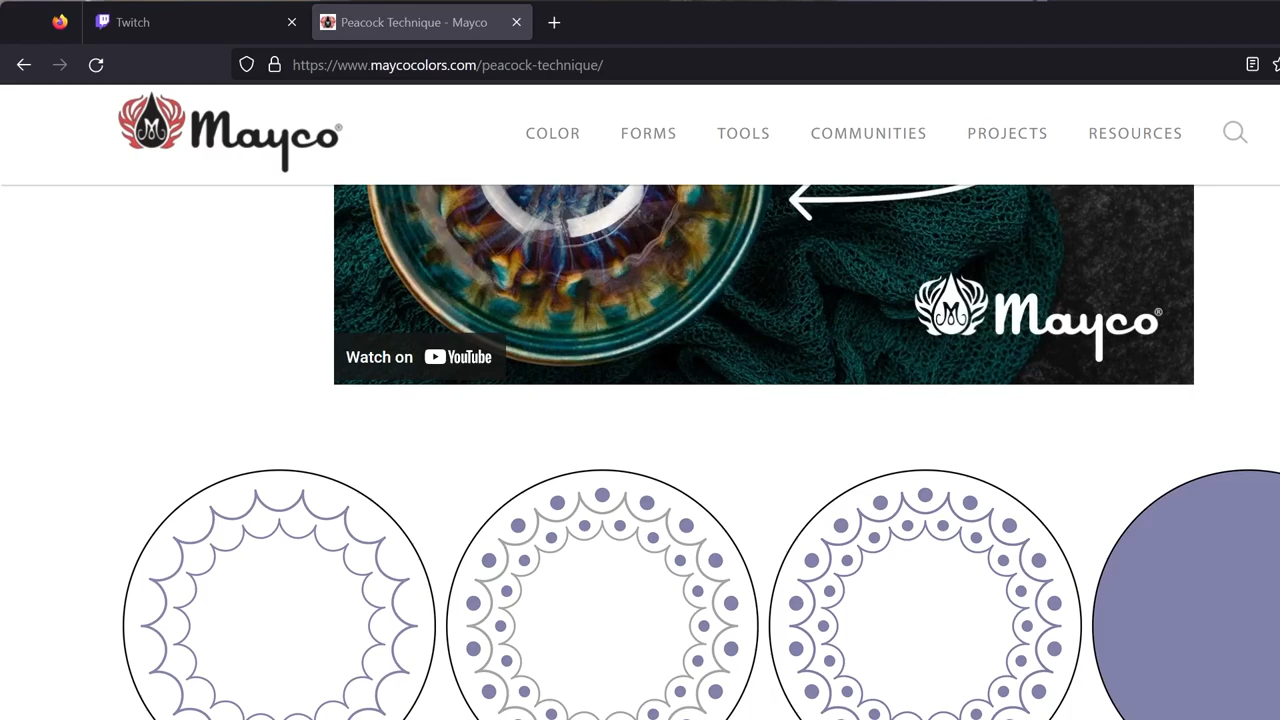 Twitch
Peacock Technique - Mayco
https://www.maycocolors.com/peacock-technique/
Mayco®
COLOR FORMS TOOLS COMMUNITIES PROJECTS RESOURCES
Mayco®
Watch on YouTube